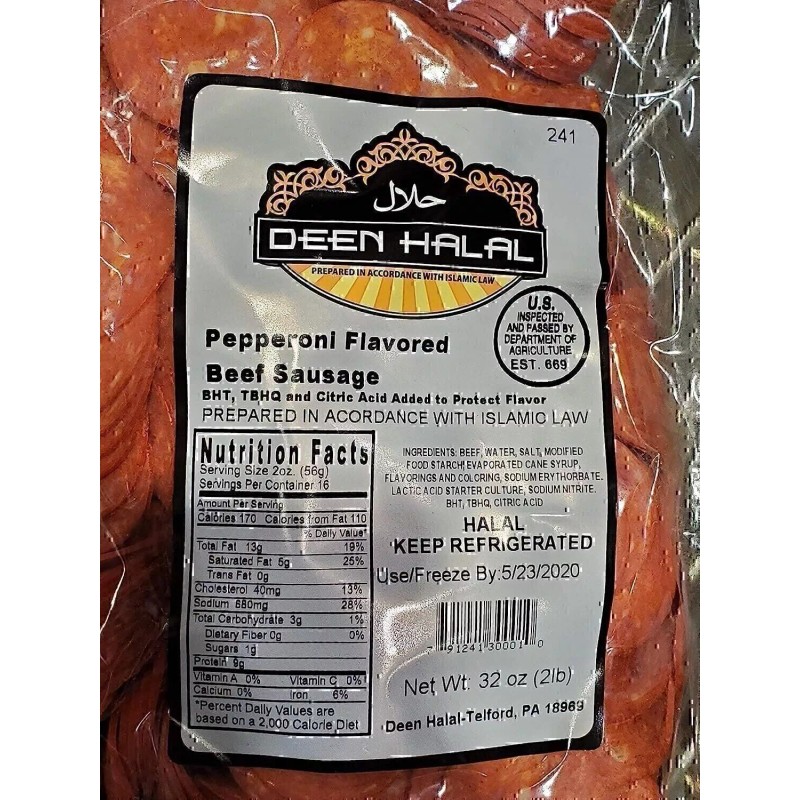 241
حلال
DEEN HALAL
PREPARED IN ACCORDANCE WITH ISLAMIC LAW
U.S.
INSPECTED
AND PASSED BY
DEPARTMENT OF
AGRICULTURE
EST. 669
Pepperoni Flavored
Beef Sausage
BHT, TBHQ and Citric Acid Added to Protect Flavor
PREPARED IN ACORDANCE WITH ISLAMIC LAW
Nutrition Facts
Serving Size 2oz. (56g)
Servings Per Container 16
Amount Per Serving
Calories 170 Calories from Fat 110
% Daily Value*
Total Fat 13g 19%
Saturated Fat 5g 25%
Trans Fat 0g
Cholesterol 40mg 13%
Sodium 680mg 28%
Total Carbohydrate 3g 1%
Dietary Fiber 0g 0%
Sugars 1g
Protein 9g
Vitamin A 0% Vitamin C 0%
Calcium 0% Iron 6%
*Percent Daily Values are
based on a 2,000 Calorie Diet
INGREDIENTS: BEEF, WATER, SALT, MODIFIED
FOOD STARCH, EVAPORATED CANE SYRUP,
FLAVORINGS AND COLORING, SODIUM ERYTHORBATE,
LACTIC ACID STARTER CULTURE, SODIUM NITRITE.
BHT, TBHQ, CITRIC ACID
HALAL
KEEP REFRIGERATED
Use/Freeze By:5/23/2020
7 91241 30001 0
Net Wt: 32 oz (2lb)
Deen Halal-Telford, PA 18969